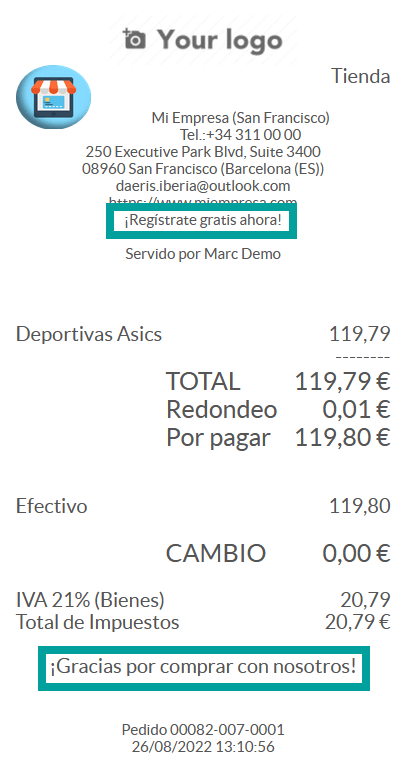 Your logo
Tienda
Mi Empresa (San Francisco)
Tel.:+34 311 00 00
250 Executive Park Blvd, Suite 3400
08960 San Francisco (Barcelona (ES))
daeris.iberia@outlook.com
https://www.miempresa.com
¡Regístrate gratis ahora!
Servido por Marc Demo
Deportivas Asics 119,79
--------
TOTAL 119,79 €
Redondeo 0,01 €
Por pagar 119,80 €
Efectivo 119,80
CAMBIO 0,00 €
IVA 21% (Bienes) 20,79
Total de Impuestos 20,79 €
¡Gracias por comprar con nosotros!
Pedido 00082-007-0001
26/08/2022 13:10:56